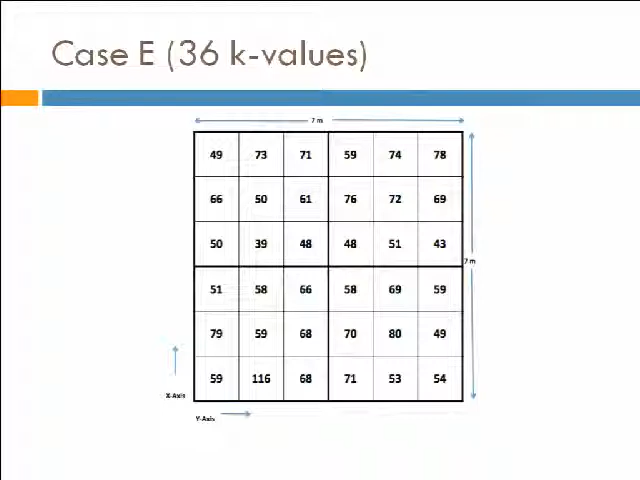 Case E (36 k-values)
7 m
49 73 71 59 74 78
66 50 61 76 72 69
50 39 48 48 51 43
7 m
51 58 66 58 69 59
79 59 68 70 80 49
59 116 68 71 53 54
X-Axis
Y-Axis